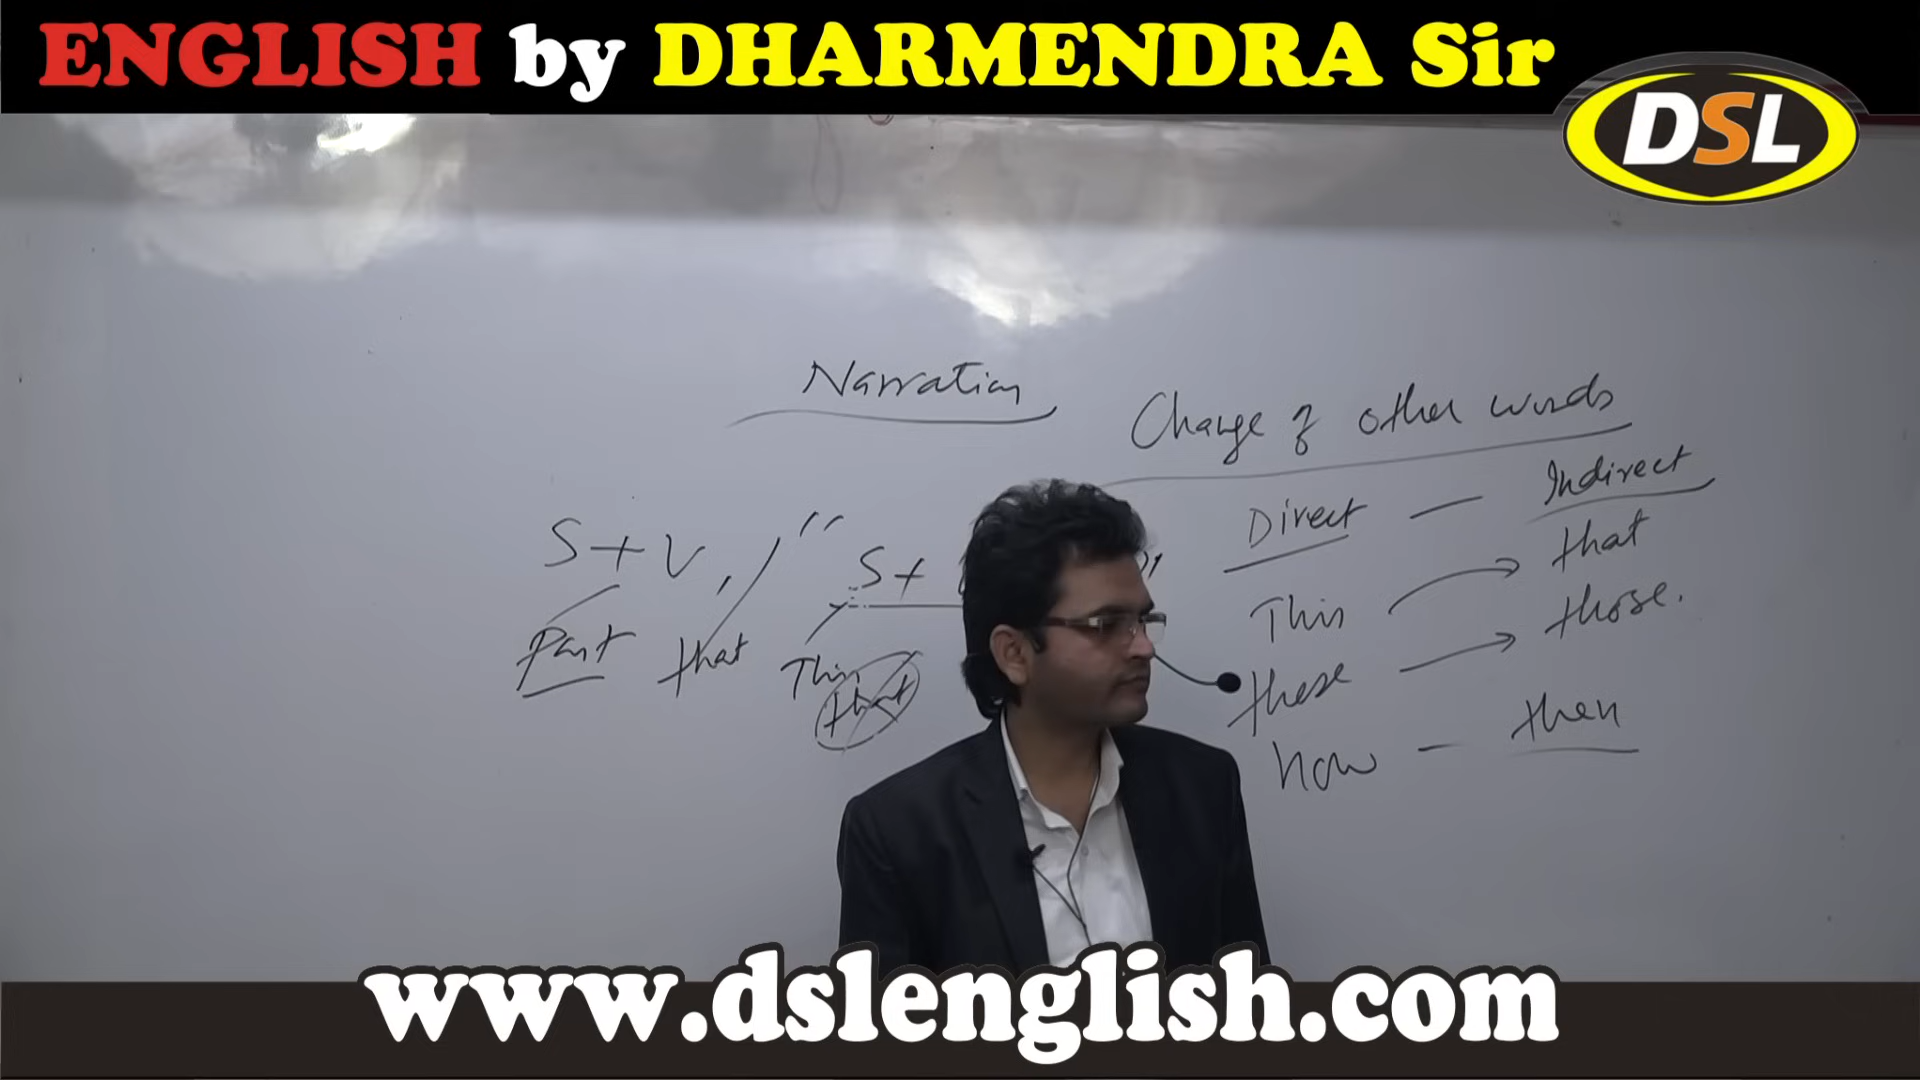 ENGLISH by DHARMENDRA Sir
DSL
Narration
Change of other words
Direct — Indirect
S + V, " S +
This → that
Past that This
that
these → those.
now — then
www.dslenglish.com